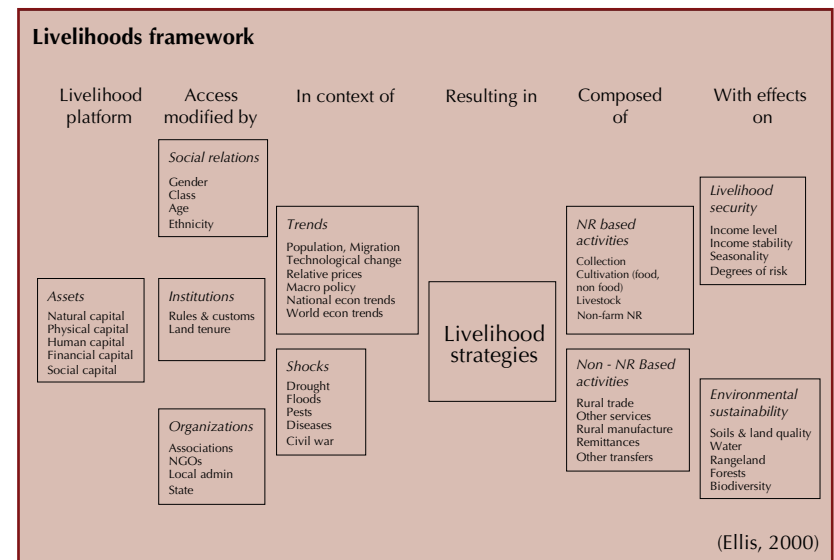 Livelihoods framework
Livelihood
platform
Access
modified by
In context of
Resulting in
Composed
of
With effects
on
Assets
Natural capital
Physical capital
Human capital
Financial capital
Social capital
Social relations
Gender
Class
Age
Ethnicity
Institutions
Rules & customs
Land tenure
Organizations
Associations
NGOs
Local admin
State
Trends
Population, Migration
Technological change
Relative prices
Macro policy
National econ trends
World econ trends
Shocks
Drought
Floods
Pests
Diseases
Civil war
Livelihood
strategies
NR based
activities
Collection
Cultivation (food,
non food)
Livestock
Non-farm NR
Non - NR Based
activities
Rural trade
Other services
Rural manufacture
Remittances
Other transfers
Livelihood
security
Income level
Income stability
Seasonality
Degrees of risk
Environmental
sustainability
Soils & land quality
Water
Rangeland
Forests
Biodiversity
(Ellis, 2000)